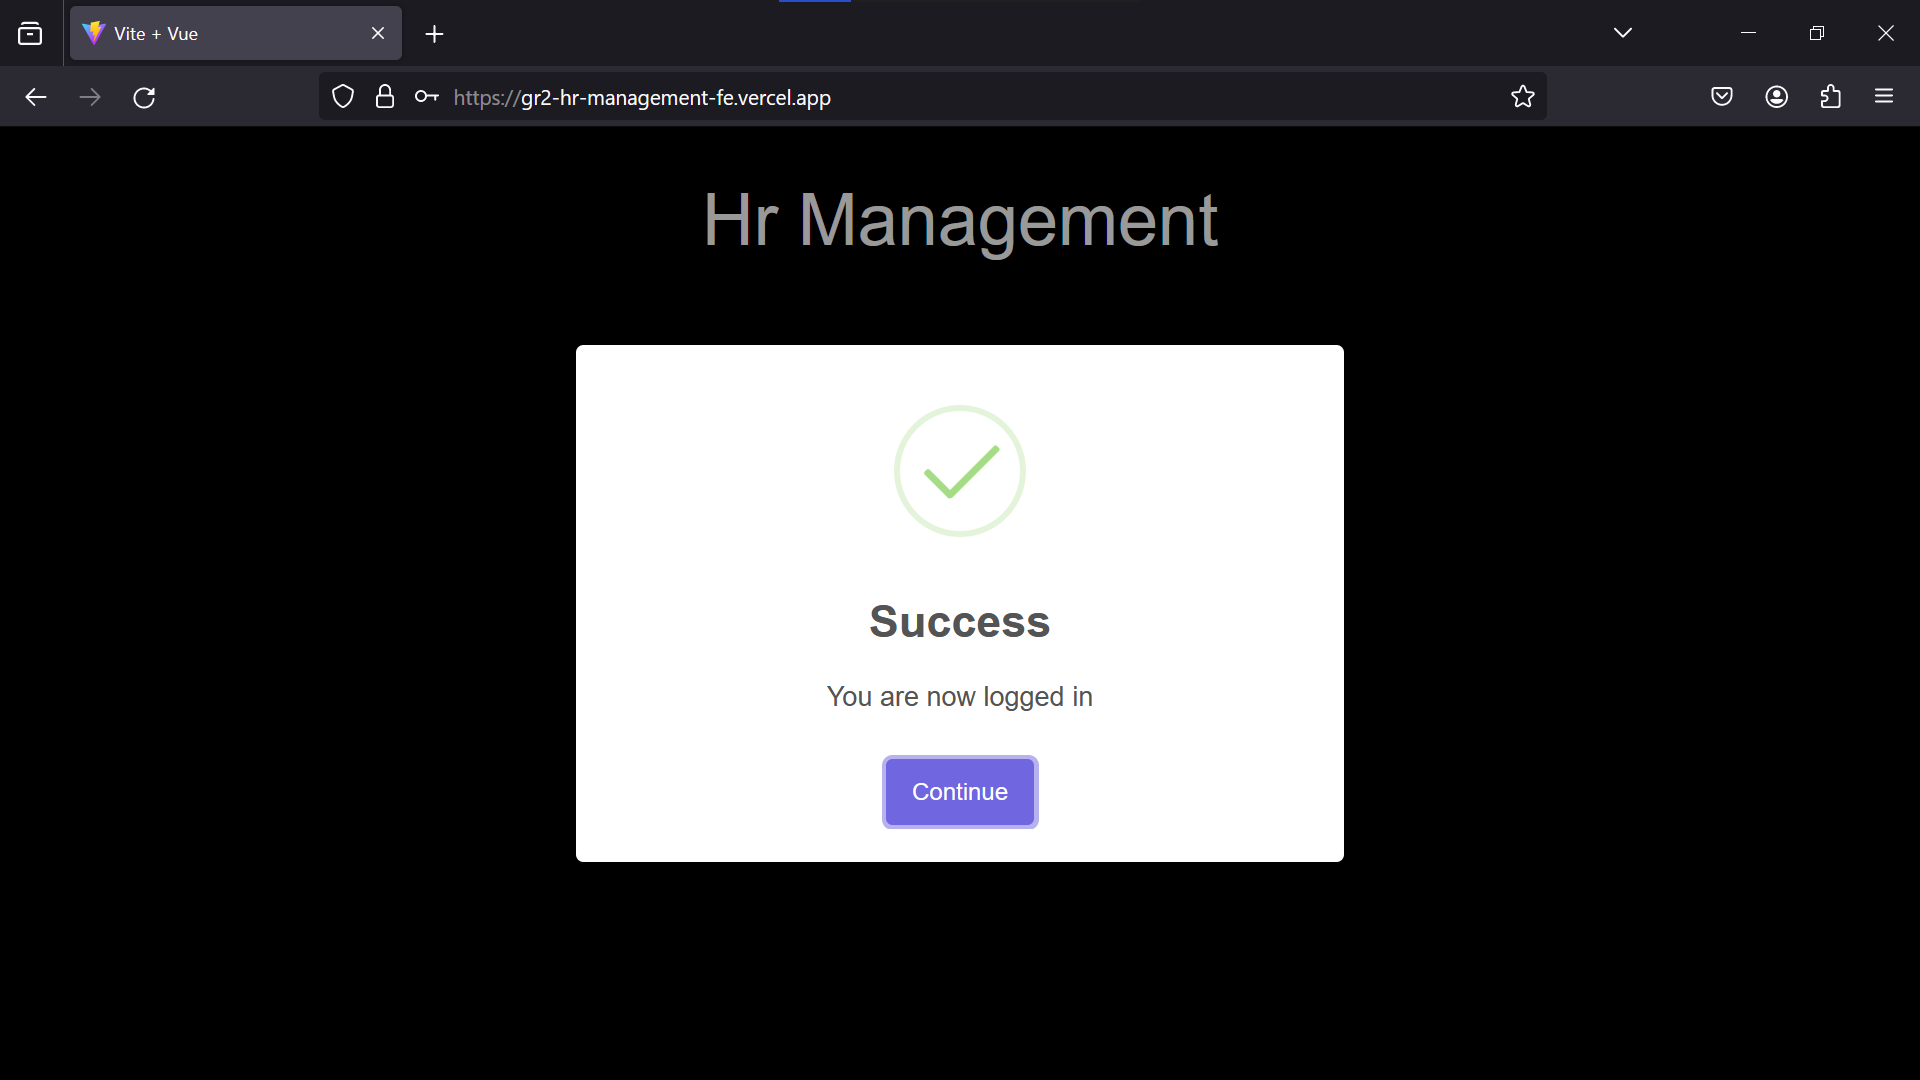 Vite + Vue
https://gr2-hr-management-fe.vercel.app
Hr Management
Success
You are now logged in
Continue